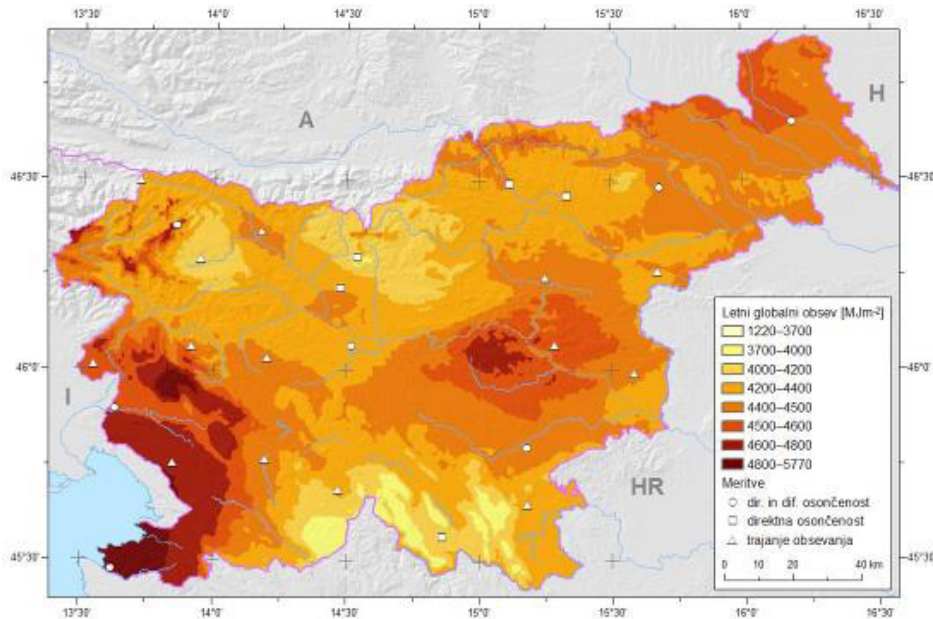 13°30' 14°0' 14°30' 15°0' 15°30' 16°0' 16°30'
H
A
46°30' 46°30'
Letni globalni obsev [MJm-²]
1220–3700
3700–4000
4000–4200
4200–4400
4400–4500
4500–4600
4600–4800
4800–5770
Meritve
dir. in dif. osončenost
direktna osončenost
trajanje obsevanja
0 20 40 km
46°0' 46°0'
I
HR
45°30' 45°30'
13°30' 14°0' 14°30' 15°0' 15°30' 16°0' 16°30'